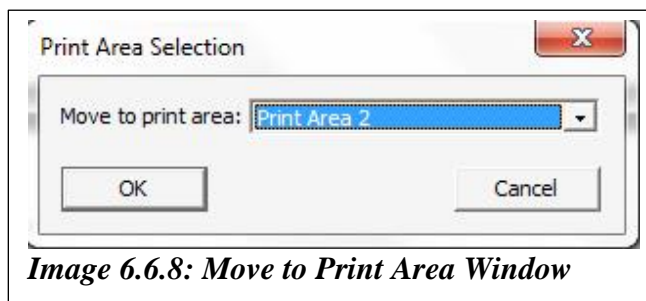 Print Area Selection
Move to print area: Print Area 2
OK Cancel
Image 6.6.8: Move to Print Area Window